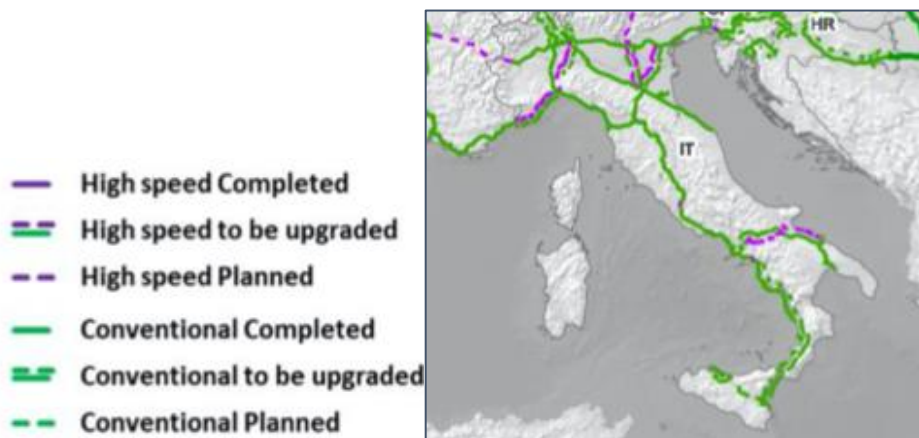 High speed Completed
High speed to be upgraded
High speed Planned
Conventional Completed
Conventional to be upgraded
Conventional Planned
HR
IT